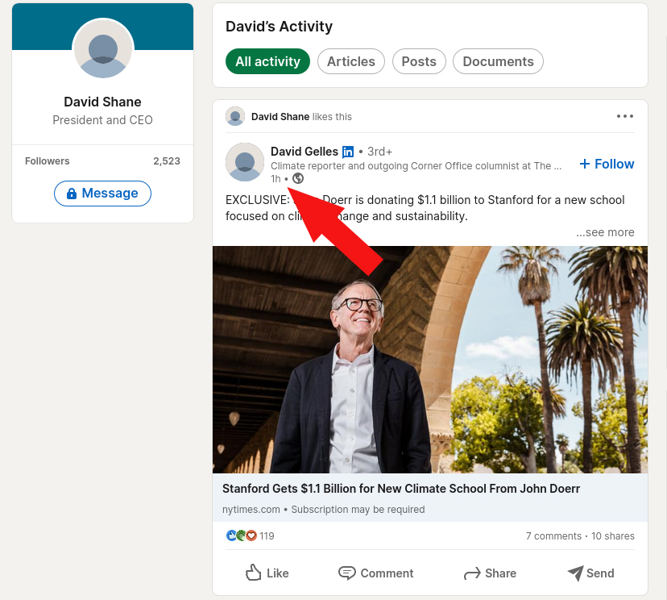 David's Activity
All activity
Articles
Posts
Documents
David Shane
President and CEO
Followers 2,523
Message
David Shane likes this
David Gelles in • 3rd+
Climate reporter and outgoing Corner Office columnist at The ...
1h •
+ Follow
EXCLUSIVE: Doerr is donating $1.1 billion to Stanford for a new school
focused on change and sustainability.
...see more
Stanford Gets $1.1 Billion for New Climate School From John Doerr
nytimes.com • Subscription may be required
119
7 comments · 10 shares
Like
Comment
Share
Send